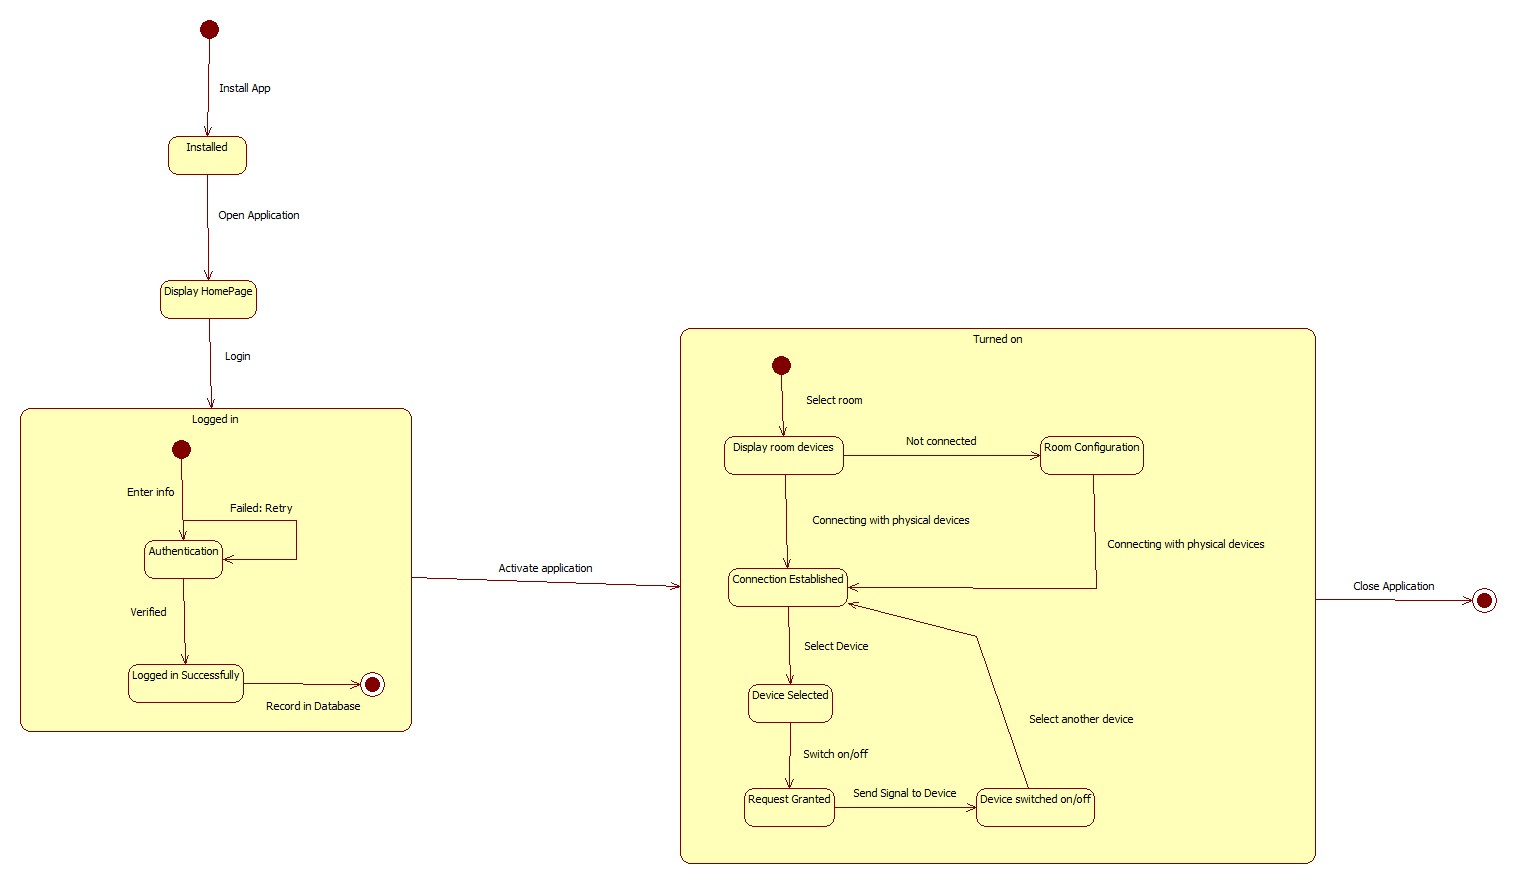 Install App
Installed
Open Application
Display HomePage
Login
Logged in
Enter info
Failed: Retry
Authentication
Verified
Logged in Successfully
Record in Database
Activate application
Turned on
Select room
Display room devices
Not connected
Room Configuration
Connecting with physical devices
Connecting with physical devices
Connection Established
Select Device
Device Selected
Select another device
Switch on/off
Request Granted
Send Signal to Device
Device switched on/off
Close Application